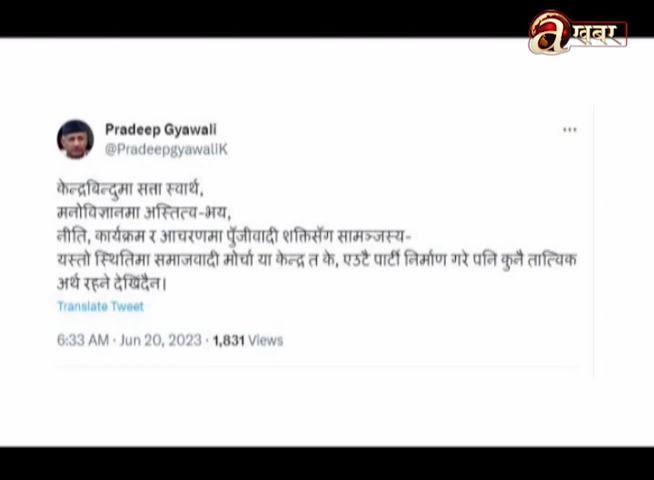 a खबर
Pradeep Gyawali
@PradeepgyawaliK
केन्द्रबिन्दुमा सत्ता स्वार्थ,
मनोविज्ञानमा अस्तित्व-भय,
नीति, कार्यक्रम र आचरणमा पुँजीवादी शक्तिसँग सामञ्जस्य-
यस्तो स्थितिमा समाजवादी मोर्चा या केन्द्र त के, एउटै पार्टी निर्माण गरे पनि कुनै तात्विक
अर्थ रहने देखिँदैन।
Translate Tweet
6:33 AM · Jun 20, 2023 · 1,831 Views